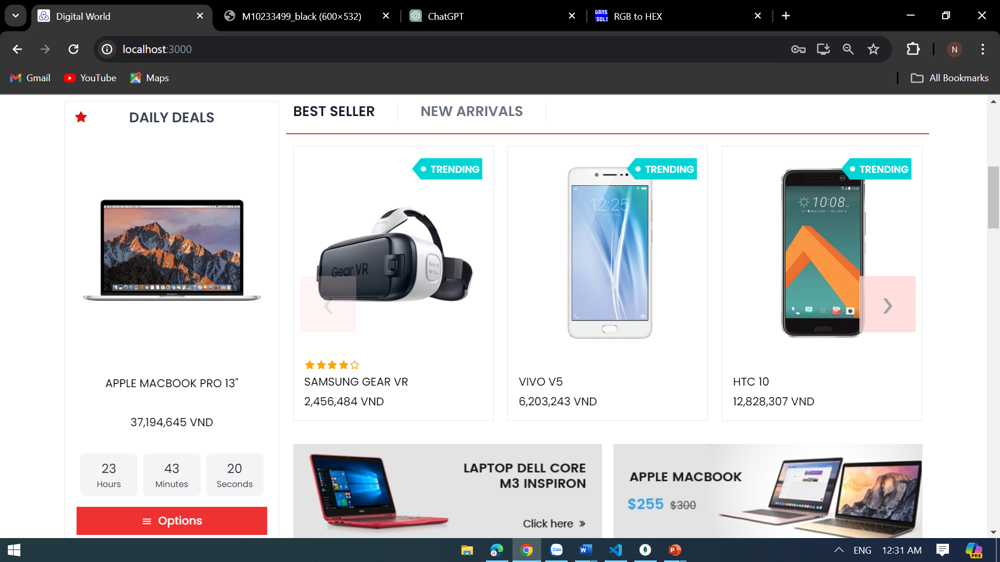 Digital World
M10233499_black (600×532)
ChatGPT
RGB to HEX
localhost:3000
N
Gmail
YouTube
Maps
All Bookmarks
DAILY DEALS
BEST SELLER
NEW ARRIVALS
TRENDING
TRENDING
TRENDING
12:25
10:08
Gear VR
APPLE MACBOOK PRO 13"
37,194,645 VND
23
Hours
43
Minutes
20
Seconds
Options
SAMSUNG GEAR VR
2,456,484 VND
VIVO V5
6,203,243 VND
HTC 10
12,828,307 VND
LAPTOP DELL CORE
M3 INSPIRON
Click here »
APPLE MACBOOK
$255 $300
Zalo
ENG
12:31 AM
PRE